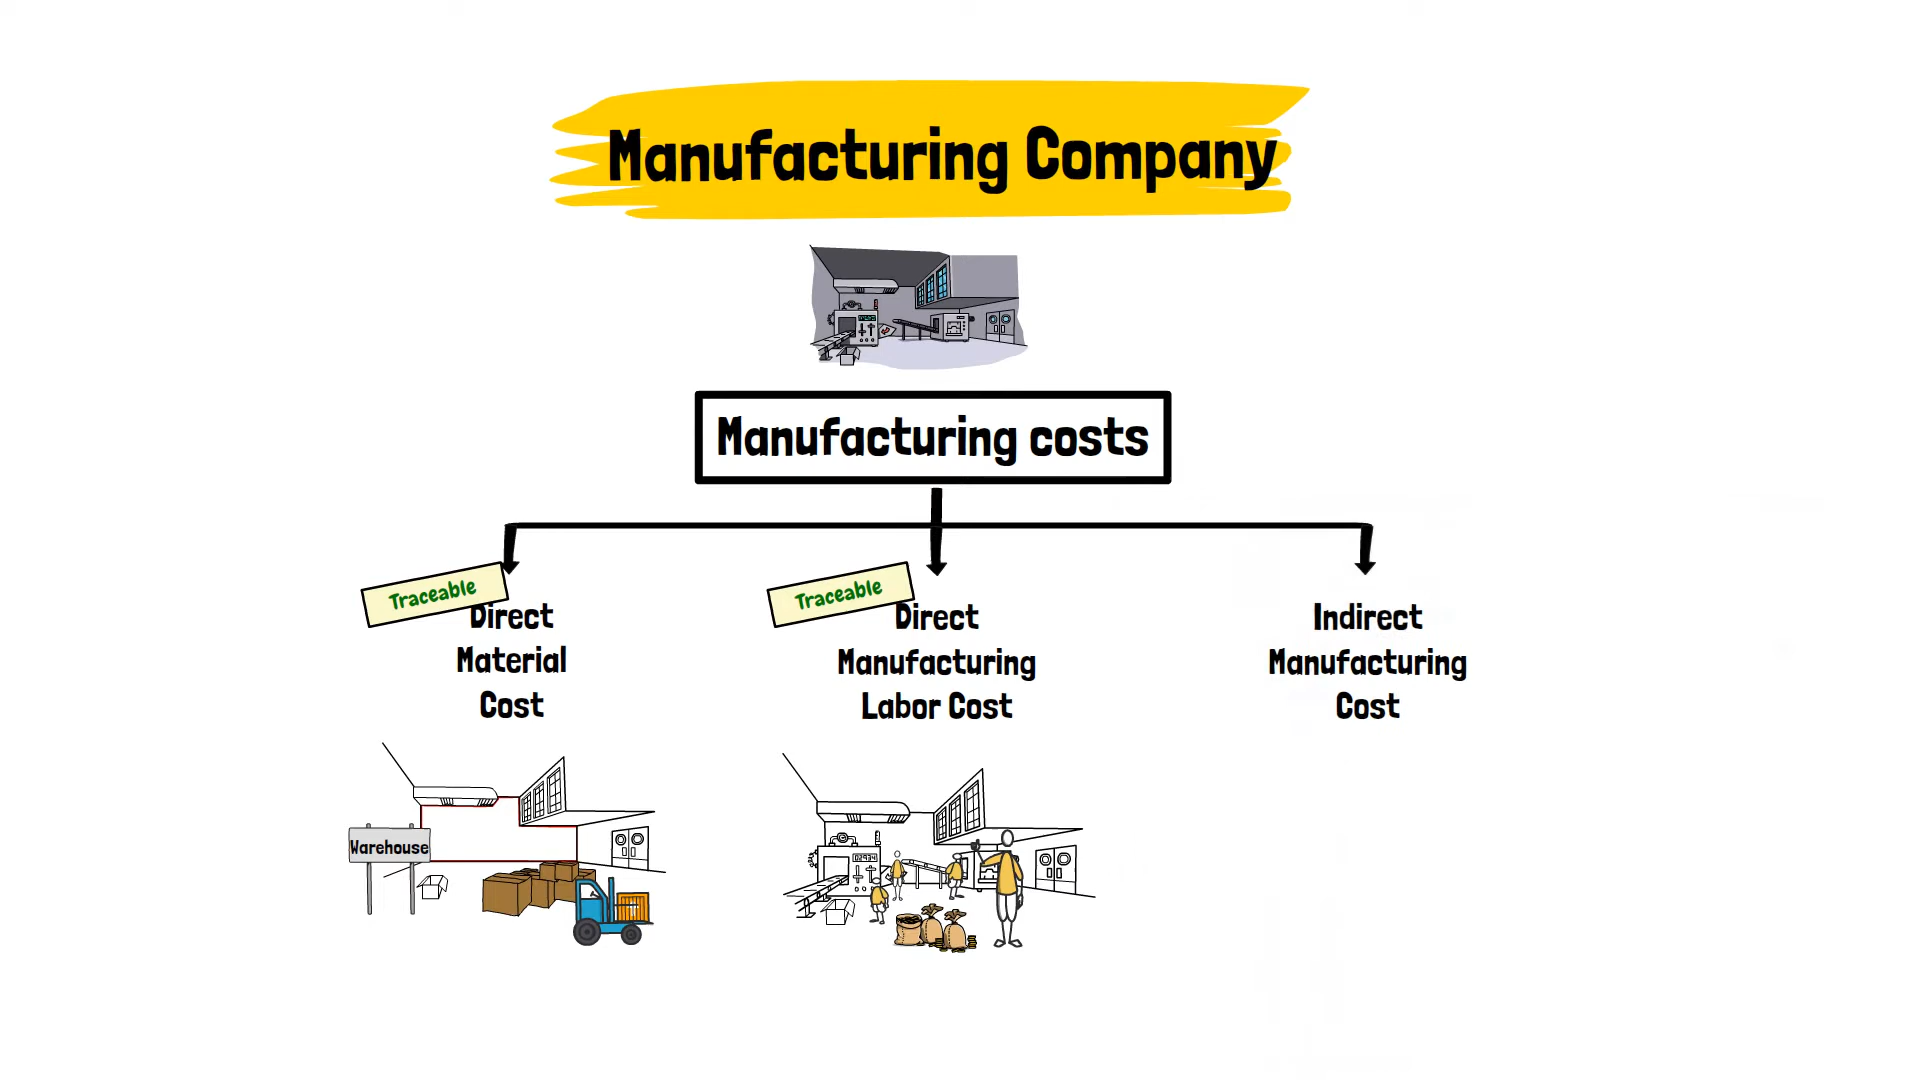 Manufacturing Company
Manufacturing costs
Traceable
Direct
Material
Cost
Traceable
Direct
Manufacturing
Labor Cost
Indirect
Manufacturing
Cost
Warehouse